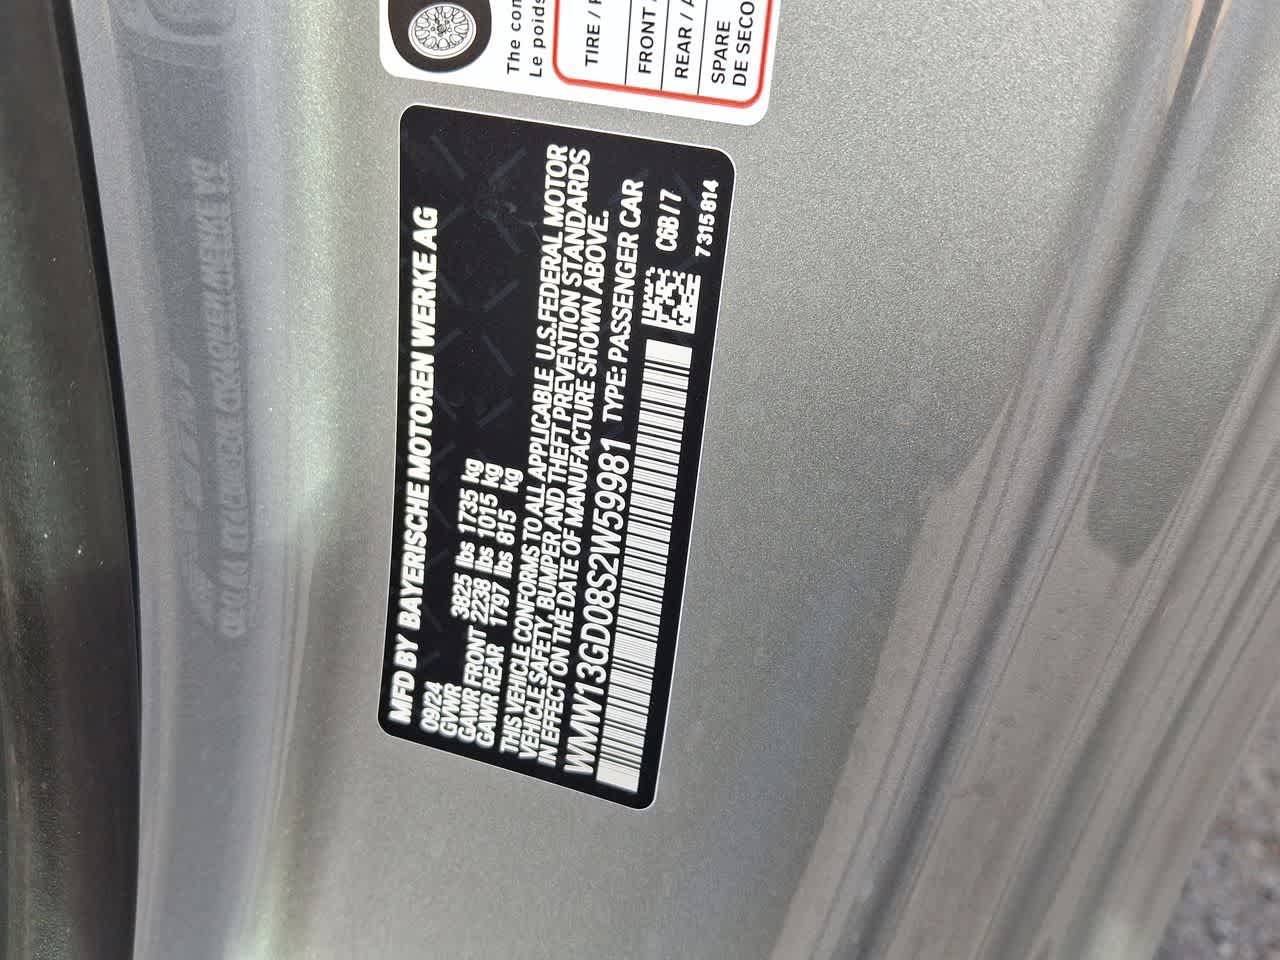 The con
Le poids
TIRE / P
FRONT /
REAR / A
SPARE
DE SECO
MFD BY BAYERISCHE MOTOREN WERKE AG
09/24
GVWR 3825 lbs 1735 kg
GAWR FRONT 2238 lbs 1015 kg
GAWR REAR 1797 lbs 815 kg
THIS VEHICLE CONFORMS TO ALL APPLICABLE U.S.FEDERAL MOTOR
VEHICLE SAFETY, BUMPER AND THEFT PREVENTION STANDARDS
IN EFFECT ON THE DATE OF MANUFACTURE SHOWN ABOVE.
WMW13GD08S2W59981 TYPE: PASSENGER CAR
C6B / 7
7 315 814